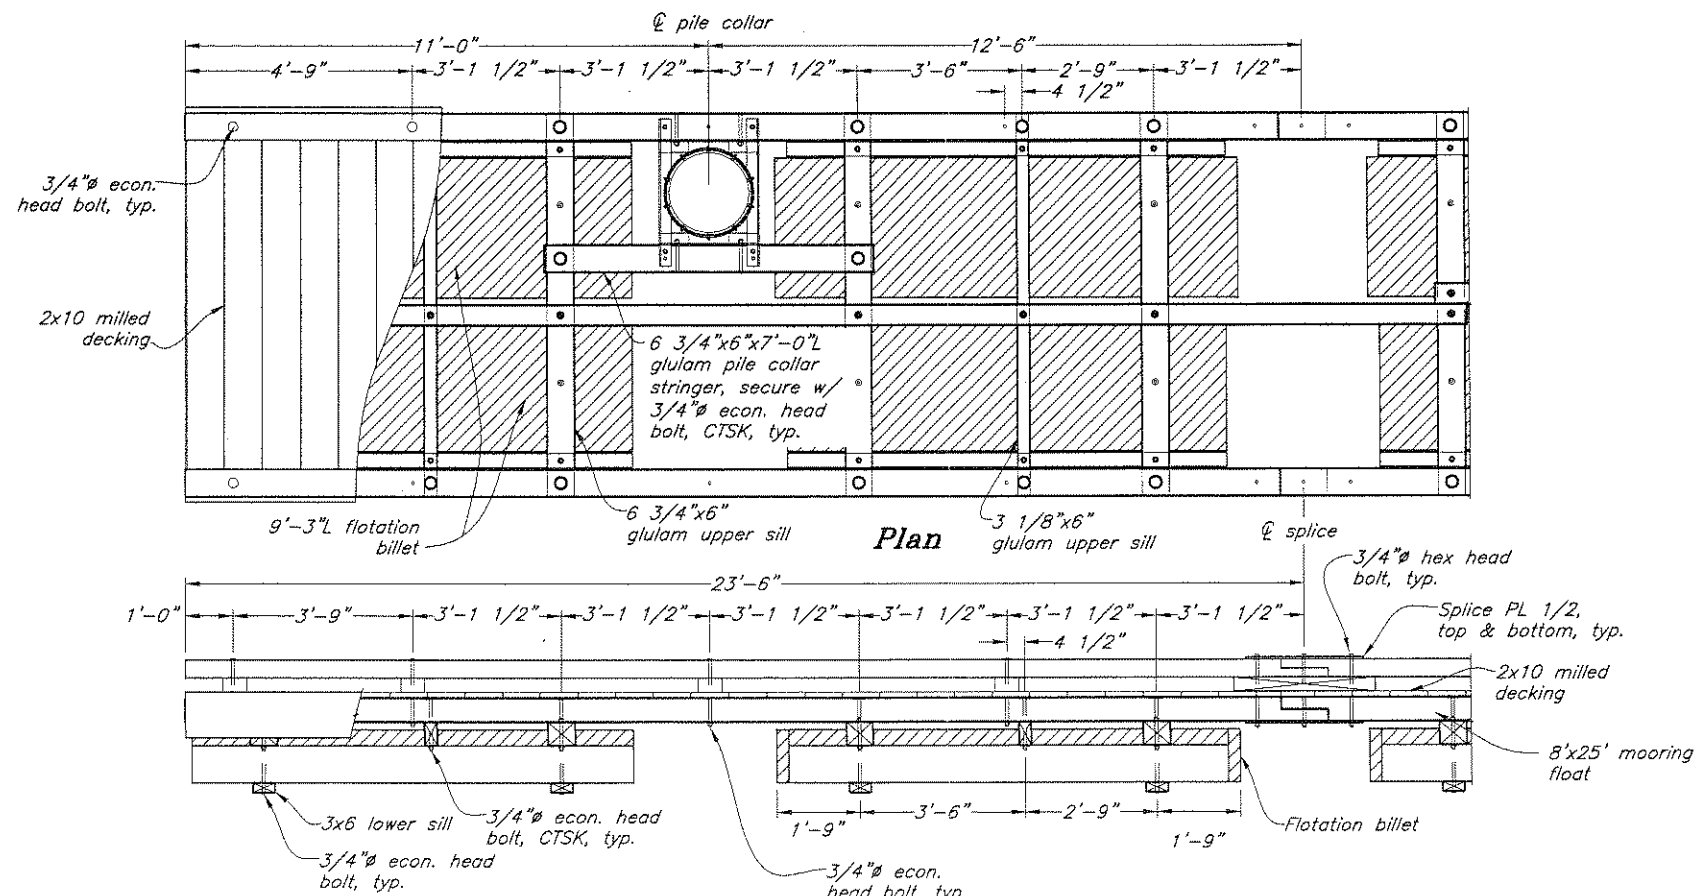 ℄ pile collar
11'-0" 12'-6"
4'-9" 3'-1 1/2" 3'-1 1/2" 3'-1 1/2" 3'-6" 2'-9" 3'-1 1/2"
4 1/2"
3/4"ø econ.
head bolt, typ.
2x10 milled
decking
6 3/4"x6"x7'-0"L
glulam pile collar
stringer, secure w/
3/4"ø econ. head
bolt, CTSK, typ.
9'-3"L flotation
billet
6 3/4"x6"
glulam upper sill
Plan
3 1/8"x6"
glulam upper sill
℄ splice
3/4"ø hex head
bolt, typ.
23'-6"
1'-0" 3'-9" 3'-1 1/2" 3'-1 1/2" 3'-1 1/2" 3'-1 1/2" 3'-1 1/2" 3'-1 1/2"
4 1/2"
Splice PL 1/2,
top & bottom, typ.
2x10 milled
decking
8'x25' mooring
float
3x6 lower sill
3/4"ø econ. head
bolt, CTSK, typ.
3/4"ø econ. head
bolt, typ.
1'-9" 3'-6" 2'-9" 1'-9"
Flotation billet
3/4"ø econ.
head bolt, typ.